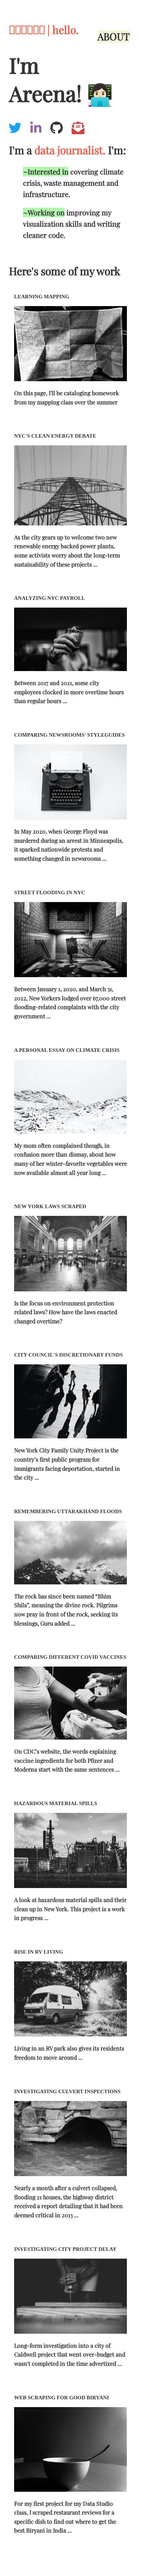 | hello.
ABOUT
I'm
Areena!
I'm a data journalist. I'm:
~Interested in covering climate
crisis, waste management and
infrastructure.
~Working on improving my
visualization skills and writing
cleaner code.
Here's some of my work
LEARNING MAPPING
On this page, I'll be cataloging homework
from my mapping class over the summer
NYC'S CLEAN ENERGY DEBATE
As the city gears up to welcome two new
renewable energy backed power plants,
some activists worry about the long-term
sustainability of these projects ...
ANALYZING NYC PAYROLL
Between 2017 and 2021, some city
employees clocked in more overtime hours
than regular hours ...
COMPARING NEWSROOMS' STYLEGUIDES
In May 2020, when George Floyd was
murdered during an arrest in Minneapolis,
it sparked nationwide protests and
something changed in newsrooms ...
STREET FLOODING IN NYC
Between January 1, 2020, and March 31,
2022, New Yorkers lodged over 67,000 street
flooding-related complaints with the city
government ...
A PERSONAL ESSAY ON CLIMATE CRISIS
My mom often complained though, in
confusion more than dismay, about how
many of her winter-favorite vegetables were
now available almost all year long ...
NEW YORK LAWS SCRAPED
Is the focus on environment protection
related laws? How have the laws enacted
changed overtime?
CITY COUNCIL'S DISCRETIONARY FUNDS
New York City Family Unity Project is the
country's first public program for
immigrants facing deportation, started in
the city ...
REMEMBERING UTTARAKHAND FLOODS
The rock has since been named "Bhim
Shila", meaning the divine rock. Pilgrims
now pray in front of the rock, seeking its
blessings, Guru added ...
COMPARING DIFFERENT COVID VACCINES
On CDC's website, the words explaining
vaccine ingredients for both Pfizer and
Moderna start with the same sentences ...
HAZARDOUS MATERIAL SPILLS
A look at hazardous material spills and their
clean up in New York. This project is a work
in progress ...
RISE IN RV LIVING
Living in an RV park also gives its residents
freedom to move around ...
INVESTIGATING CULVERT INSPECTIONS
Nearly a month after a culvert collapsed,
flooding 21 houses, the highway district
received a report detailing that it had been
deemed critical in 2013 ...
INVESTIGATING CITY PROJECT DELAY
Long-form investigation into a city of
Caldwell project that went over-budget and
wasn't completed in the time advertized ...
WEB SCRAPING FOR GOOD BIRYANI
For my first project for my Data Studio
class, I scraped restaurant reviews for a
specific dish to find out where to get the
best Biryani in India ...